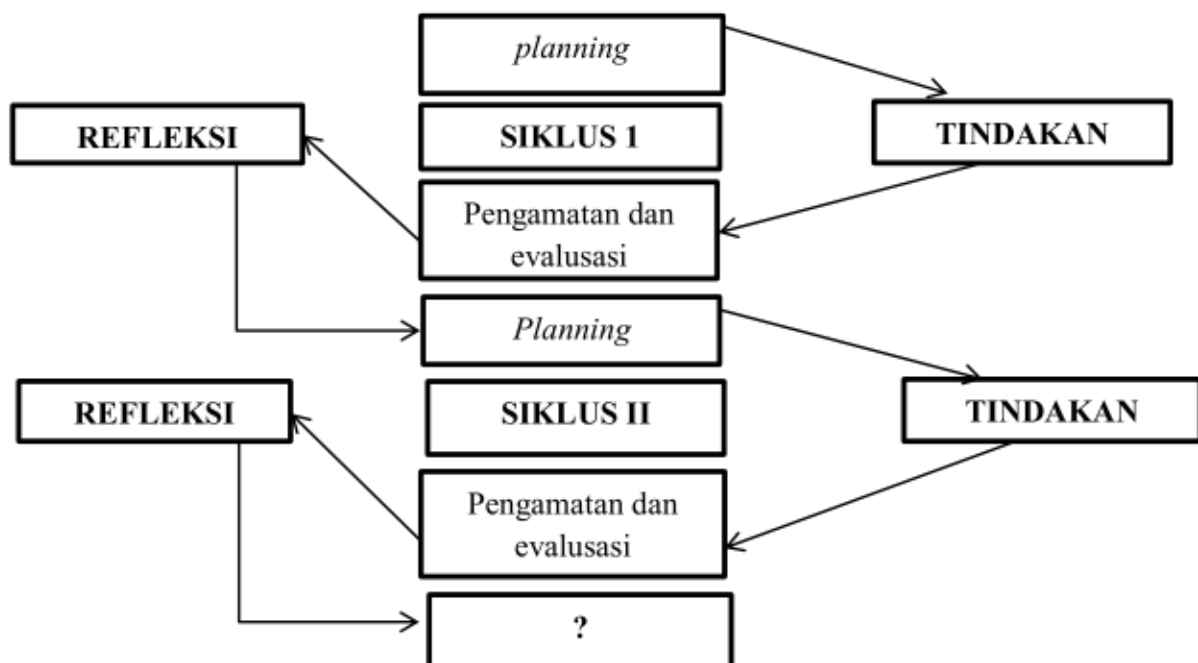 planning
REFLEKSI
SIKLUS 1
TINDAKAN
Pengamatan dan
evalusasi
Planning
REFLEKSI
SIKLUS II
TINDAKAN
Pengamatan dan
evalusasi
?